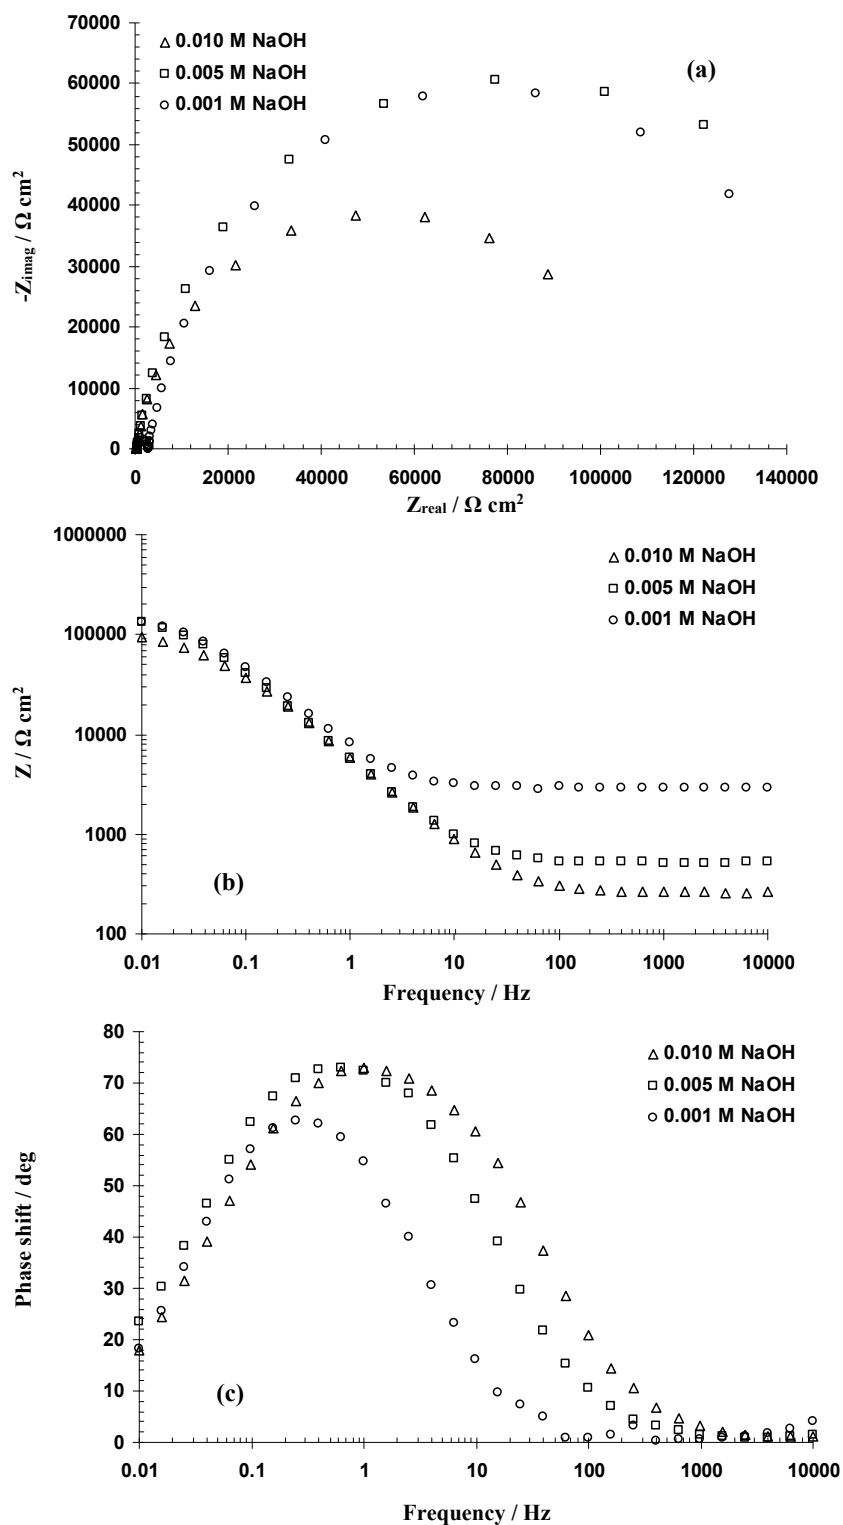 70000
0.010 M NaOH
0.005 M NaOH
0.001 M NaOH
(a)
60000
50000
40000
30000
20000
10000
0
-Zimag / Ω cm²
0 20000 40000 60000 80000 100000 120000 140000
Zreal / Ω cm²
1000000
0.010 M NaOH
0.005 M NaOH
0.001 M NaOH
100000
10000
1000
100
Z / Ω cm²
(b)
0.01 0.1 1 10 100 1000 10000
Frequency / Hz
80
0.010 M NaOH
0.005 M NaOH
0.001 M NaOH
70
60
50
40
30
20
10
0
Phase shift / deg
(c)
0.01 0.1 1 10 100 1000 10000
Frequency / Hz